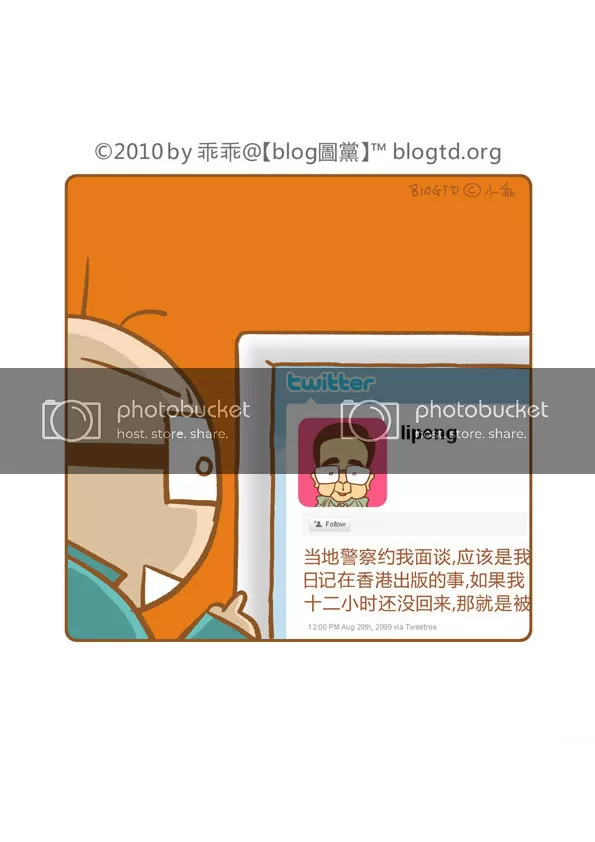 ©2010 by 乖乖@【blog圖黨】™ blogtd.org
BlOGTD © 小乖
twitter
photobucket
host. store. share.
photobucket
host. store. share.
lipeng
Follow
当地警察约我面谈,应该是我
日记在香港出版的事,如果我
十二小时还没回来,那就是被
12:00 PM Aug 29th, 2009 via Tweetree